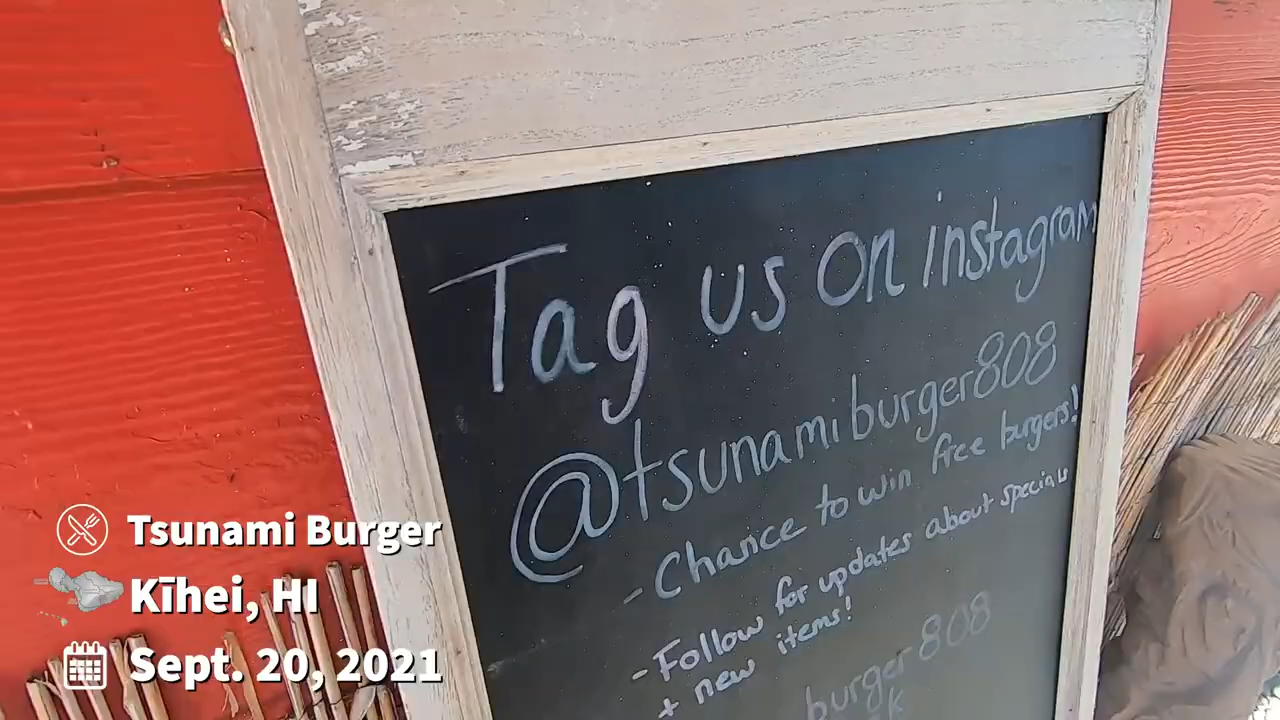 Tag us on instagram
@tsunamiburger808
- Chance to win free burgers!
- Follow for updates about specials
+ new items!
burger808
Tsunami Burger
Kīhei, HI
Sept. 20, 2021